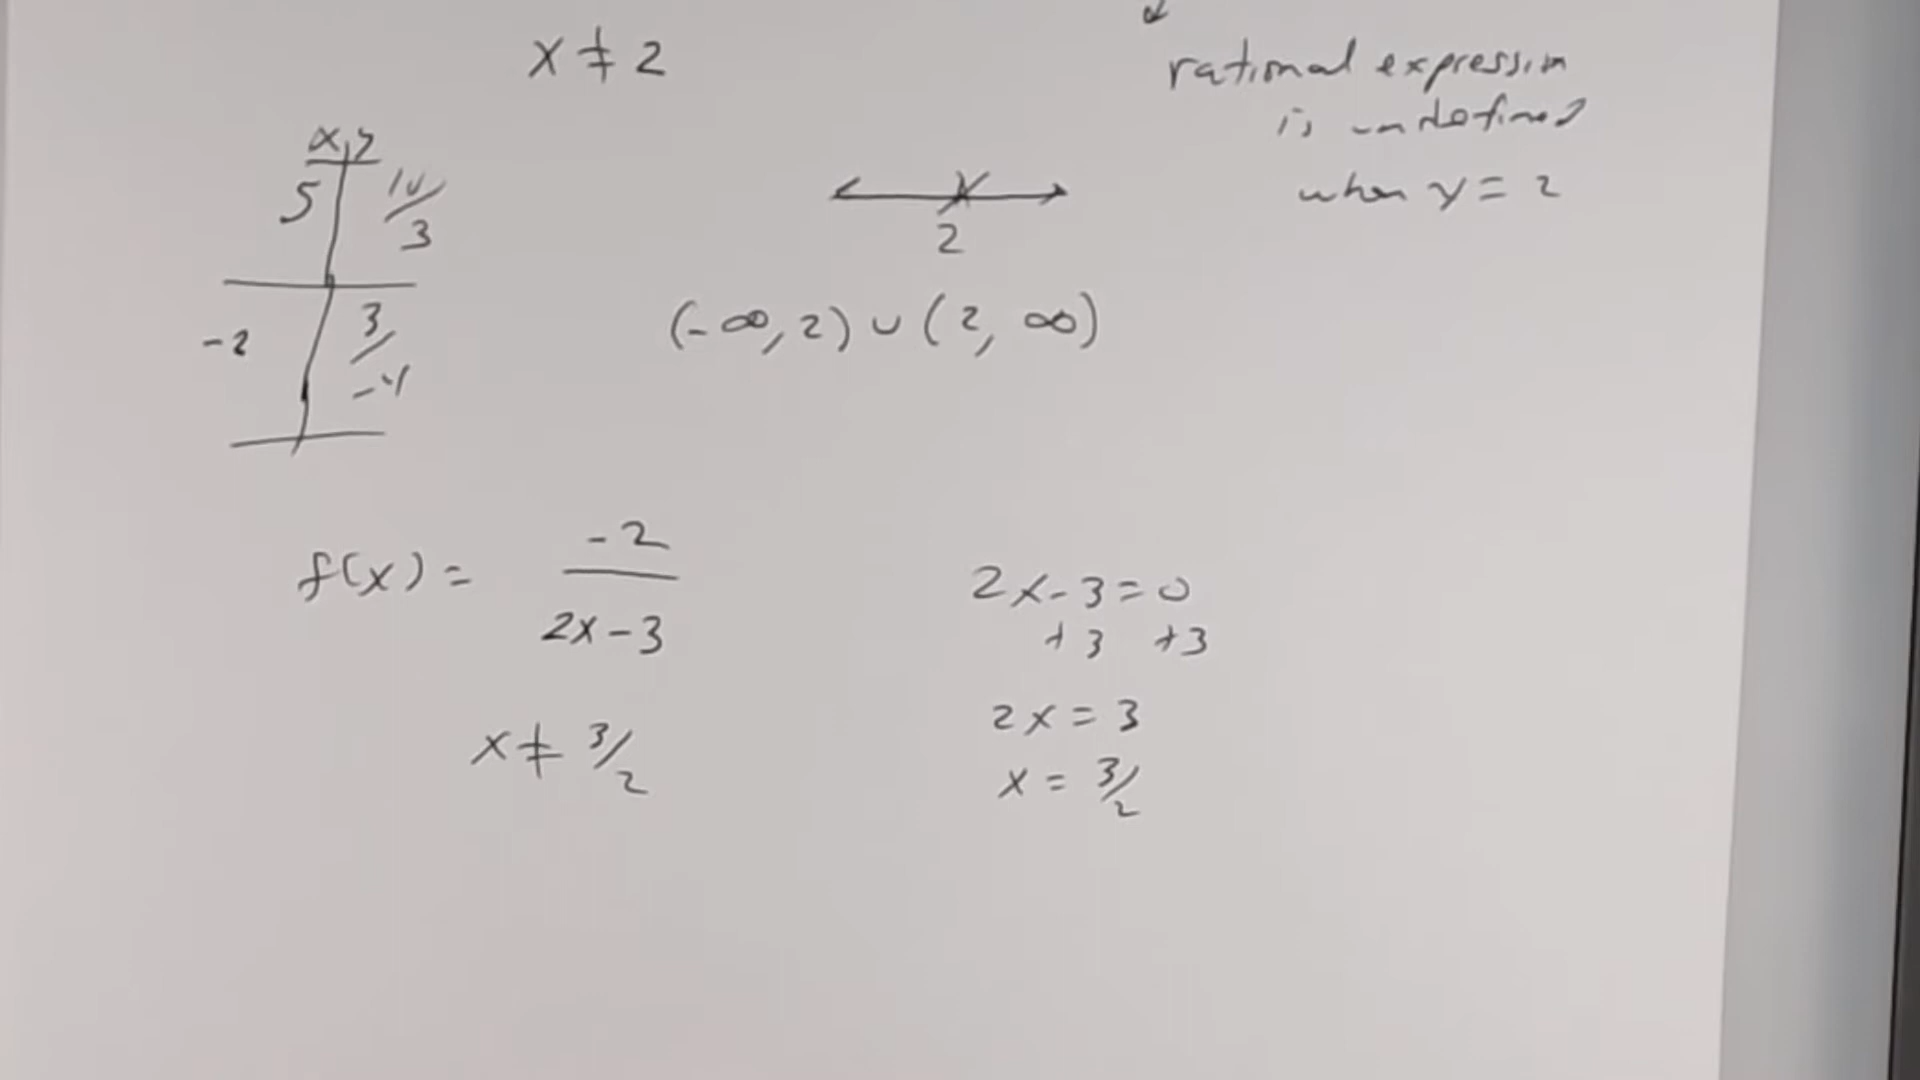 x ≠ 2
rational expression
is undefined
when y = 2
x, y
5 10/3
-2 3/-4
2
(-∞, 2) ∪ (2, ∞)
f(x) = -2/(2x-3)
x ≠ 3/2
2x-3=0
+3 +3
2x = 3
x = 3/2